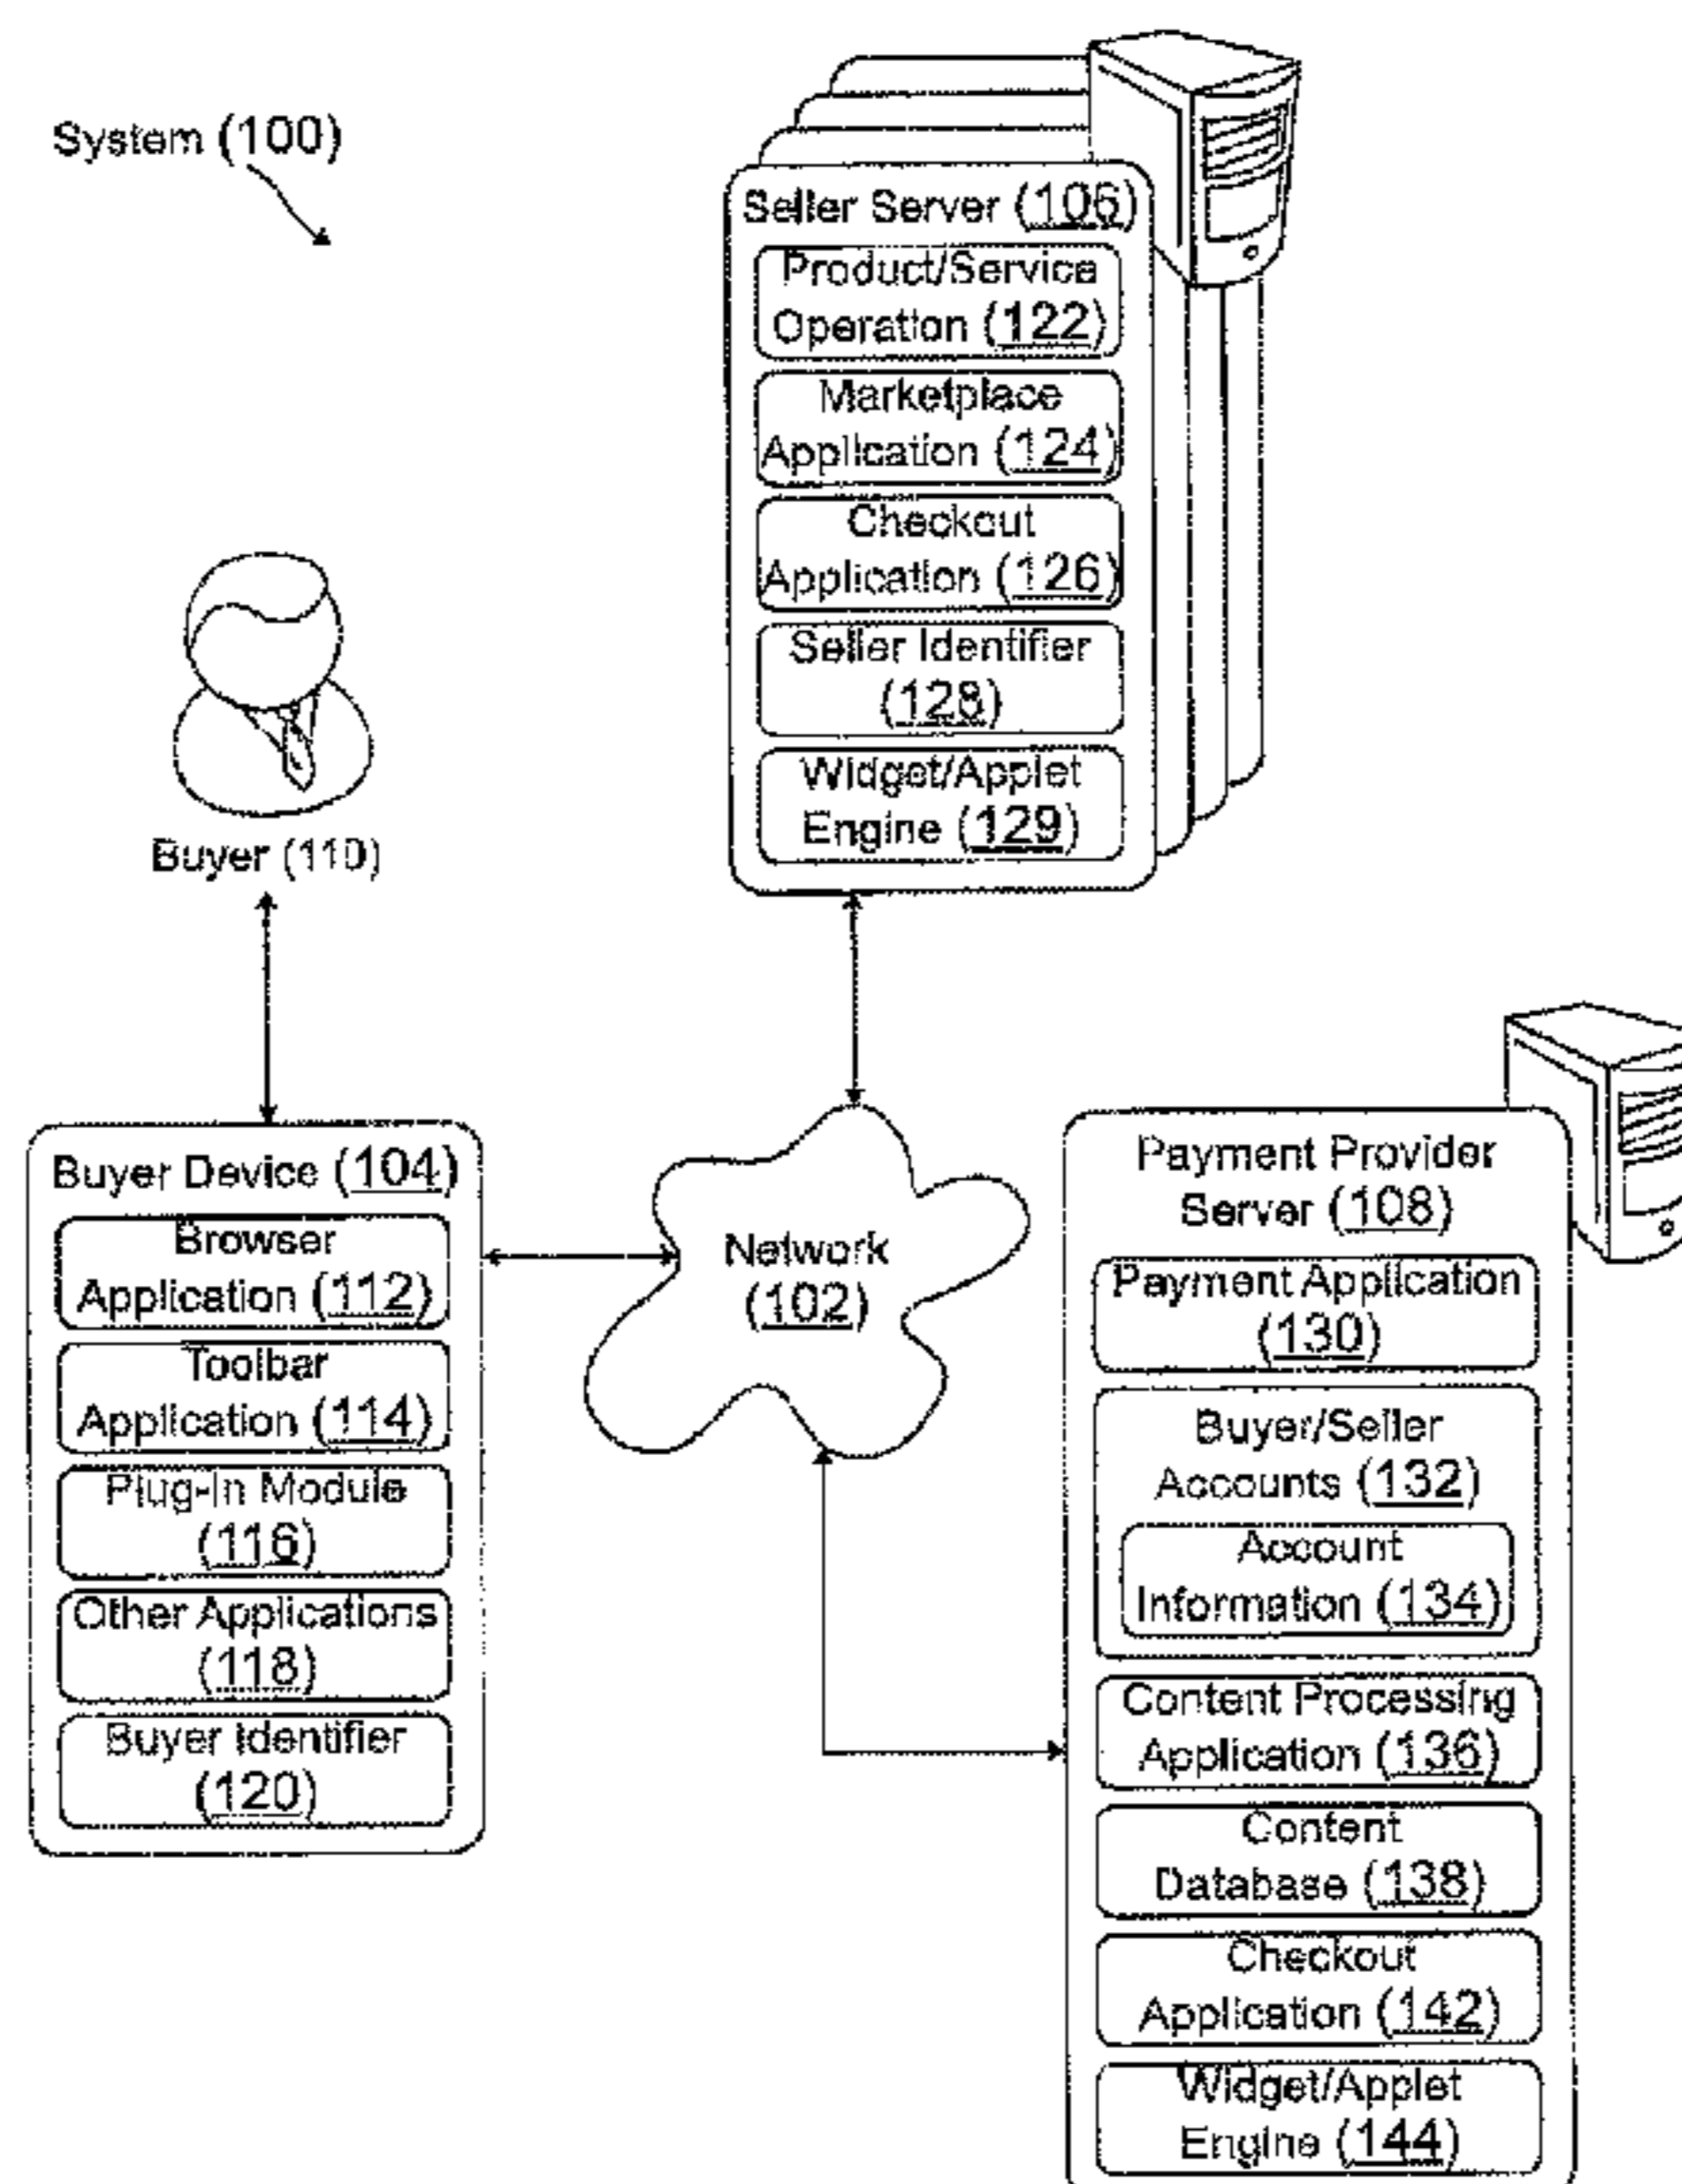 System (100)
Seller Server (106)
Product/Service
Operation (122)
Marketplace
Application (124)
Checkout
Application (126)
Seller Identifier
(128)
Widget/Applet
Engine (129)
Buyer (110)
Buyer Device (104)
Browser
Application (112)
Toolbar
Application (114)
Plug-In Module
(116)
Other Applications
(118)
Buyer Identifier
(120)
Network
(102)
Payment Provider
Server (108)
Payment Application
(130)
Buyer/Seller
Accounts (132)
Account
Information (134)
Content Processing
Application (136)
Content
Database (138)
Checkout
Application (142)
Widget/Applet
Engine (144)